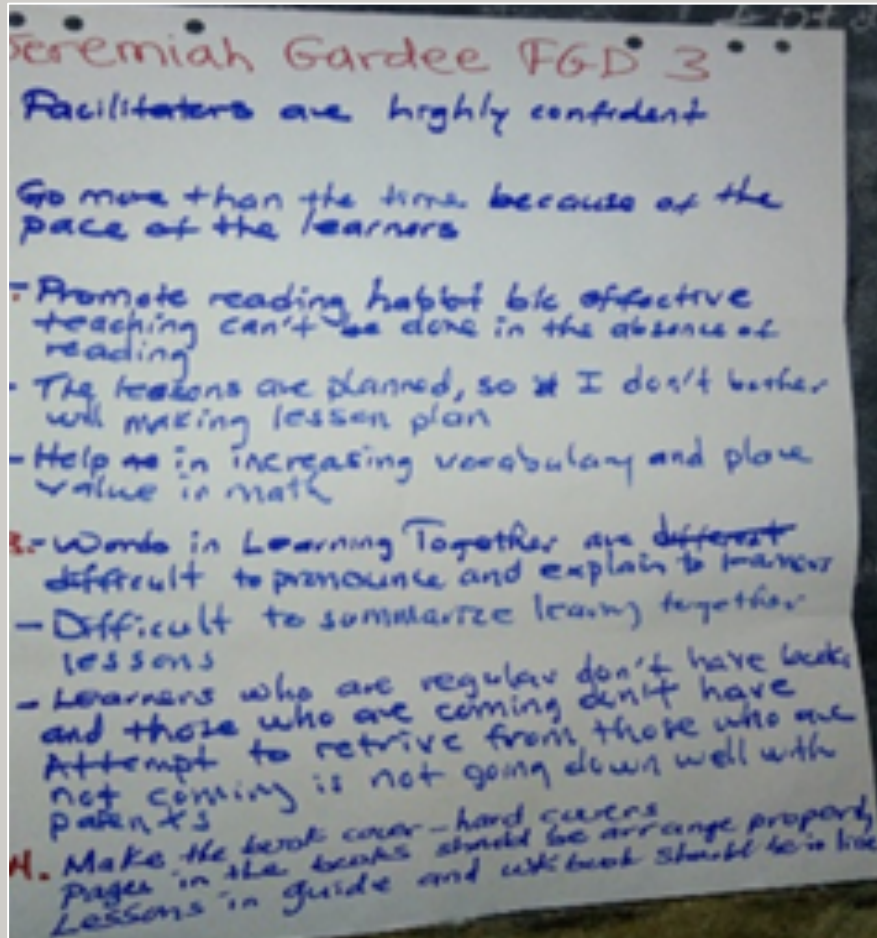 Jeremiah Gardee FGD 3
Facilitators are highly confident
Go more than the time because of the
pace of the learners
- Promote reading habbit b/c effective
teaching can't be done in the absence of
reading
- The lessons are planned, so I don't bother
will making lesson plan
- Help in increasing vocabulary and place
value in math
3.- Words in Learning Together are different
difficult to pronounce and explain to learners
- Difficult to summarize learing together
lessons
- Learners who are regular don't have books
and those who are coming don't have
Attempt to retrive from those who are
not coming is not going down well with
parents
4. Make the book cover - hard covers
Pages in the books should be arrange properly
Lessons in guide and wkbook should be in line